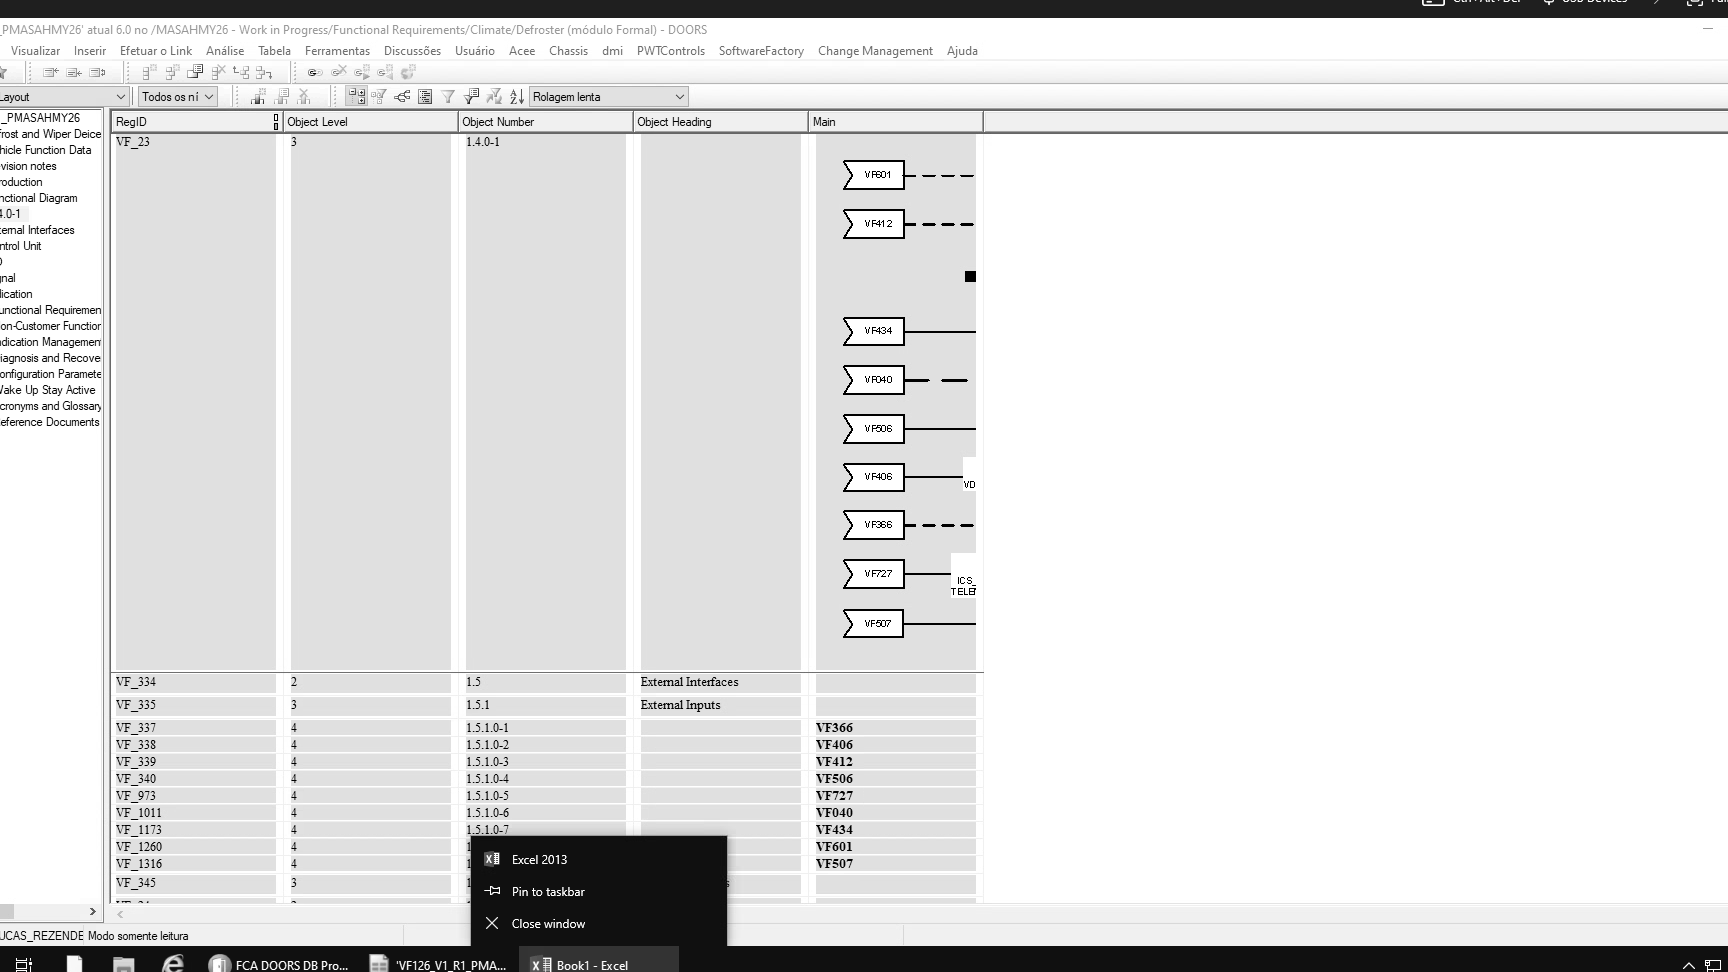 _PMASAHMY26' atual 6.0 no /MASAHMY26 - Work in Progress/Functional Requirements/Climate/Defroster (módulo Formal) - DOORS
Visualizar Inserir Efetuar o Link Análise Tabela Ferramentas Discussões Usuário Acee Chassis dmi PWTControls SoftwareFactory Change Management Ajuda
Layout Todos os ní Rolagem lenta
_PMASAHMY26
frost and Wiper Deice
hicle Function Data
vision notes
roduction
nctional Diagram
4.0-1
ternal Interfaces
ntrol Unit
gnal
lication
unctional Requiremen
on-Customer Function
ndication Managemen
iagnosis and Recove
onfiguration Paramete
Wake Up Stay Active
cronyms and Glossary
eference Documents
RegID Object Level Object Number Object Heading Main
VF_23 3 1.4.0-1
VF601
VF412
VF434
VF040
VF506
VF406
VD
VF366
VF727
ICS_
TELE
VF507
VF_334 2 1.5 External Interfaces
VF_335 3 1.5.1 External Inputs
VF_337 4 1.5.1.0-1 VF366
VF_338 4 1.5.1.0-2 VF406
VF_339 4 1.5.1.0-3 VF412
VF_340 4 1.5.1.0-4 VF506
VF_973 4 1.5.1.0-5 VF727
VF_1011 4 1.5.1.0-6 VF040
VF_1173 4 1.5.1.0-7 VF434
VF_1260 4 1 VF601
VF_1316 4 1 VF507
VF_345 3 1 s
Excel 2013
Pin to taskbar
Close window
UCAS_REZENDE Modo somente leitura
FCA DOORS DB Pro... 'VF126_V1_R1_PMA... Book1 - Excel